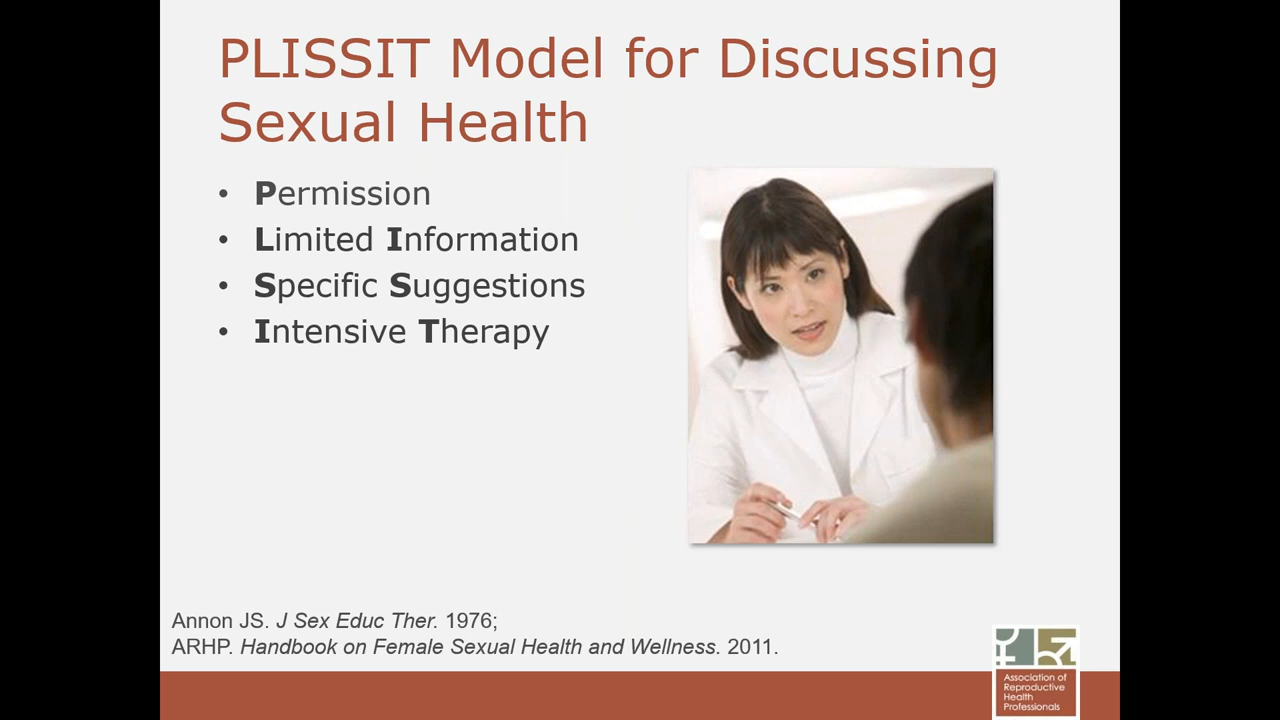 PLISSIT Model for Discussing
Sexual Health
• Permission
• Limited Information
• Specific Suggestions
• Intensive Therapy
Annon JS. J Sex Educ Ther. 1976;
ARHP. Handbook on Female Sexual Health and Wellness. 2011.
Association of
Reproductive
Health
Professionals